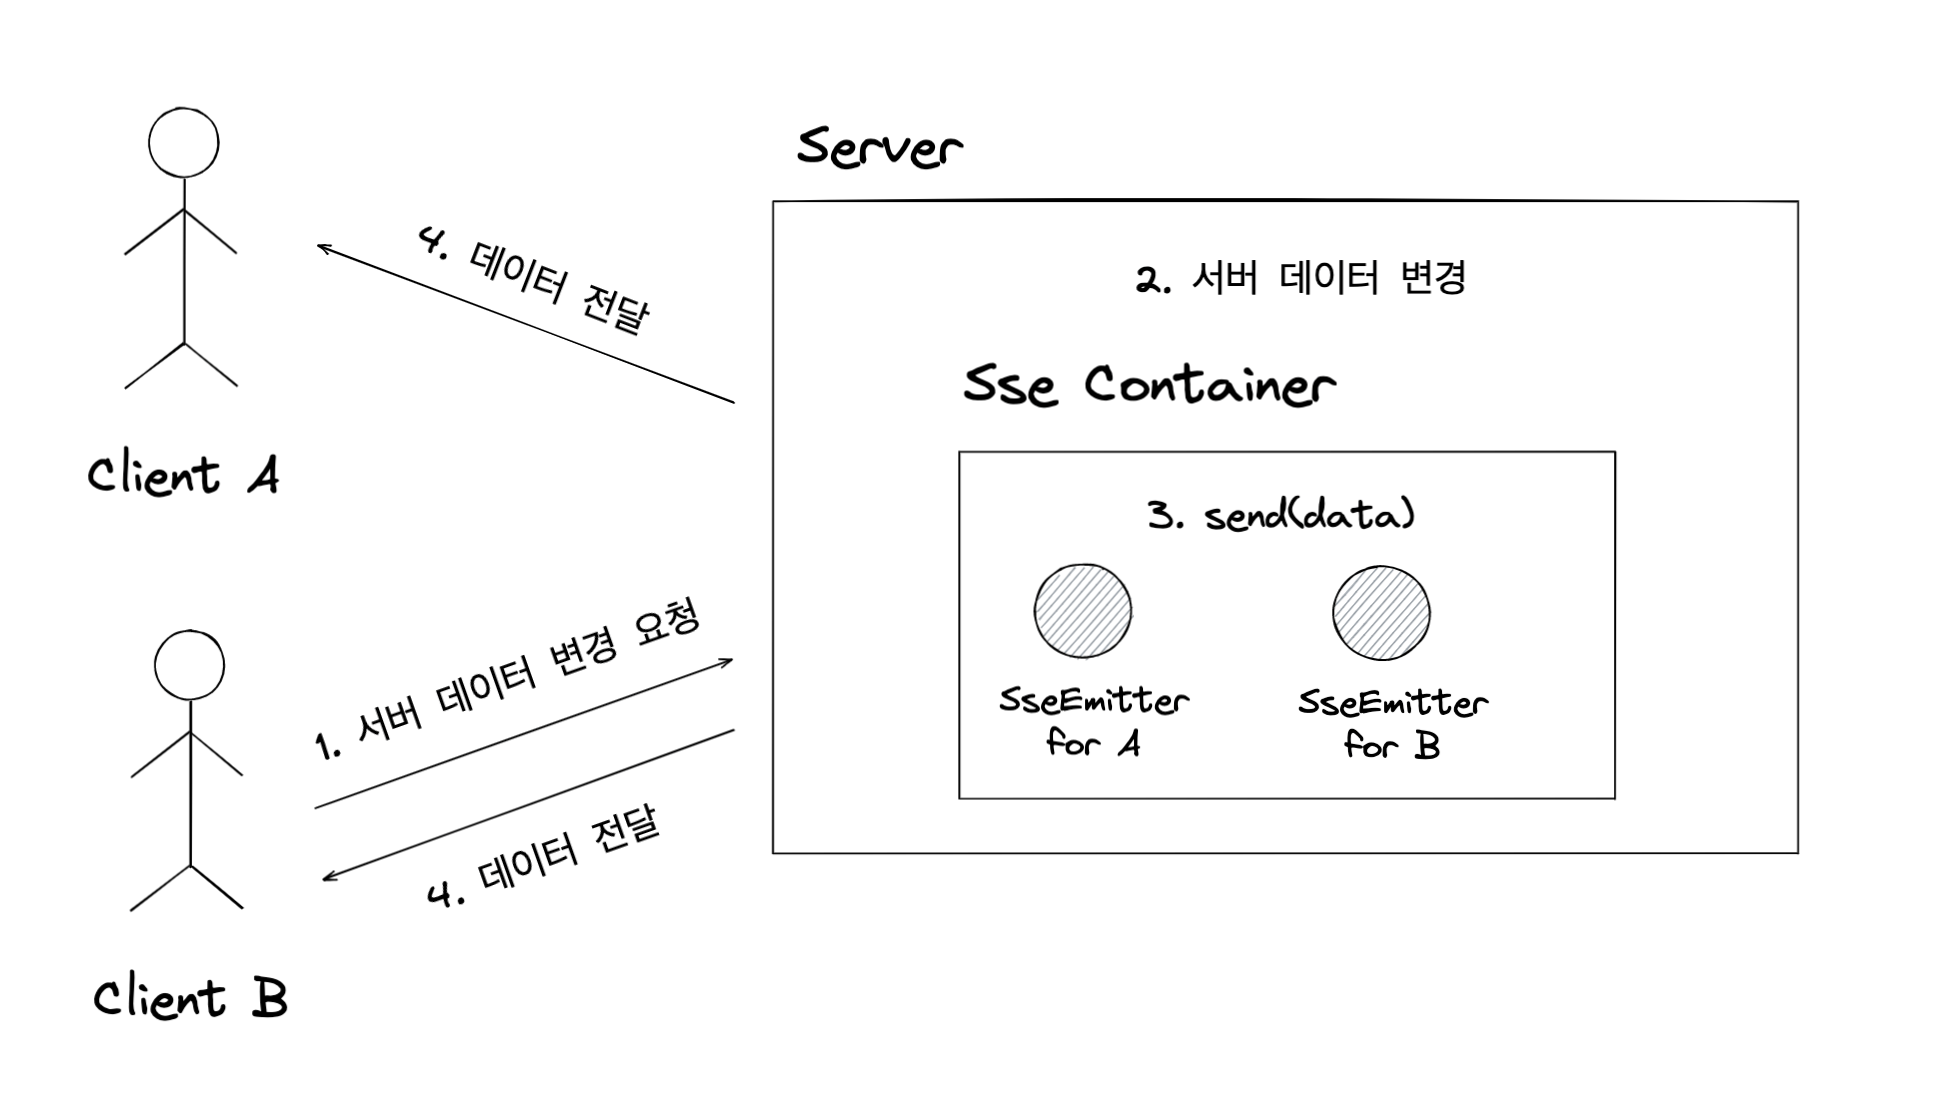 Server
4. 데이터 전달
2. 서버 데이터 변경
Sse Container
Client A
3. send(data)
1. 서버 데이터 변경 요청
SseEmitter
for A
SseEmitter
for B
4. 데이터 전달
Client B